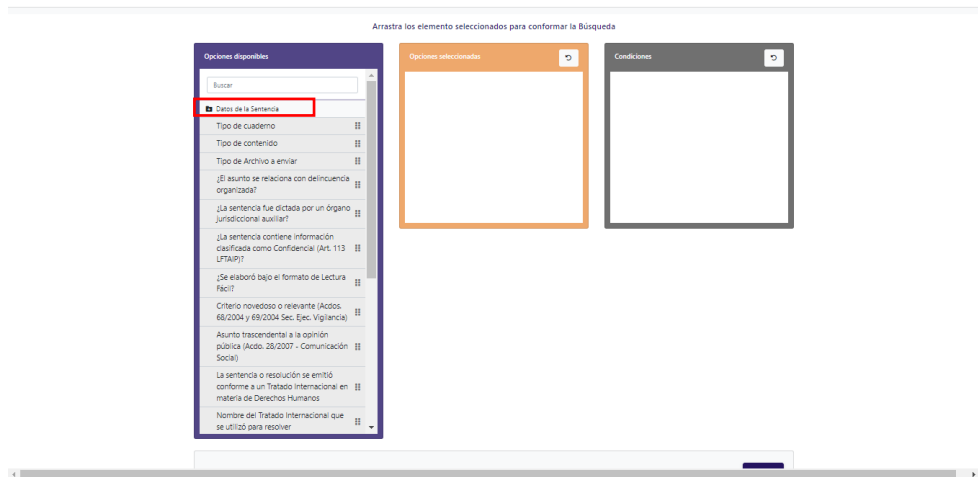 Arrastra los elemento seleccionados para conformar la Búsqueda
Opciones disponibles
Buscar
Datos de la Sentencia
Tipo de cuaderno
Tipo de contenido
Tipo de Archivo a enviar
¿El asunto se relaciona con delincuencia
organizada?
¿La sentencia fue dictada por un órgano
jurisdiccional auxiliar?
¿La sentencia contiene información
clasificada como Confidencial (Art. 113
LFTAIP)?
¿Se elaboró bajo el formato de Lectura
Fácil?
Criterio novedoso o relevante (Acdos.
68/2004 y 69/2004 Sec. Ejec. Vigilancia)
Asunto trascendental a la opinión
pública (Acdo. 28/2007 - Comunicación
Social)
La sentencia o resolución se emitió
conforme a un Tratado Internacional en
materia de Derechos Humanos
Nombre del Tratado Internacional que
se utilizó para resolver
Opciones seleccionadas
Condiciones